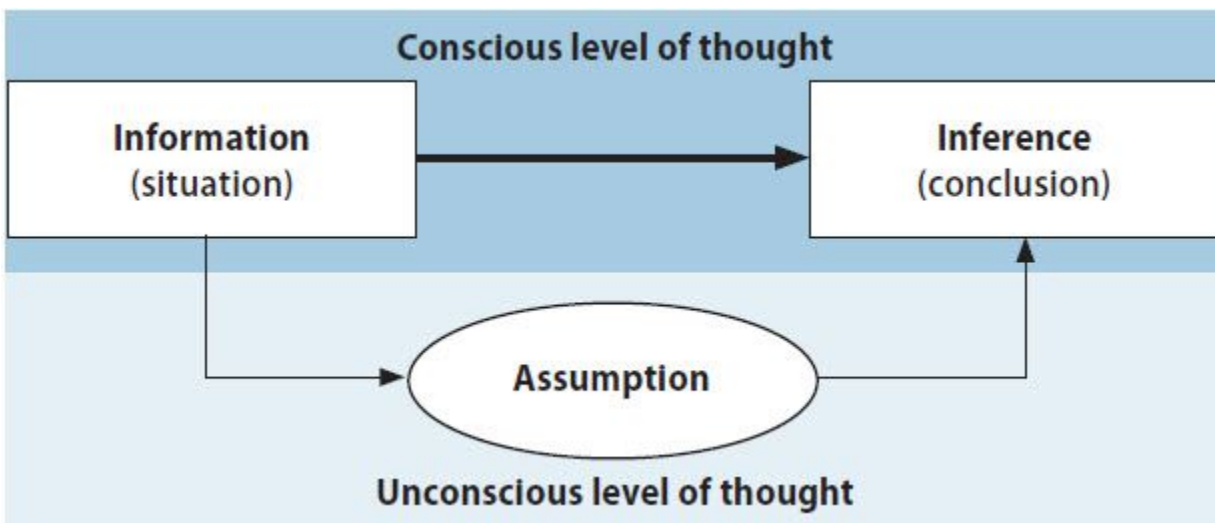 Conscious level of thought
Information
(situation)
Inference
(conclusion)
Assumption
Unconscious level of thought